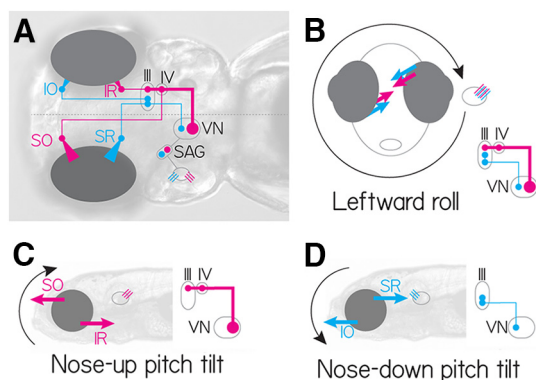 A
IO
IR
III IV
VN
SO
SR
SAG
B
III IV
VN
Leftward roll
C
SO
IR
III IV
VN
Nose-up pitch tilt
D
SR
IO
III
VN
Nose-down pitch tilt